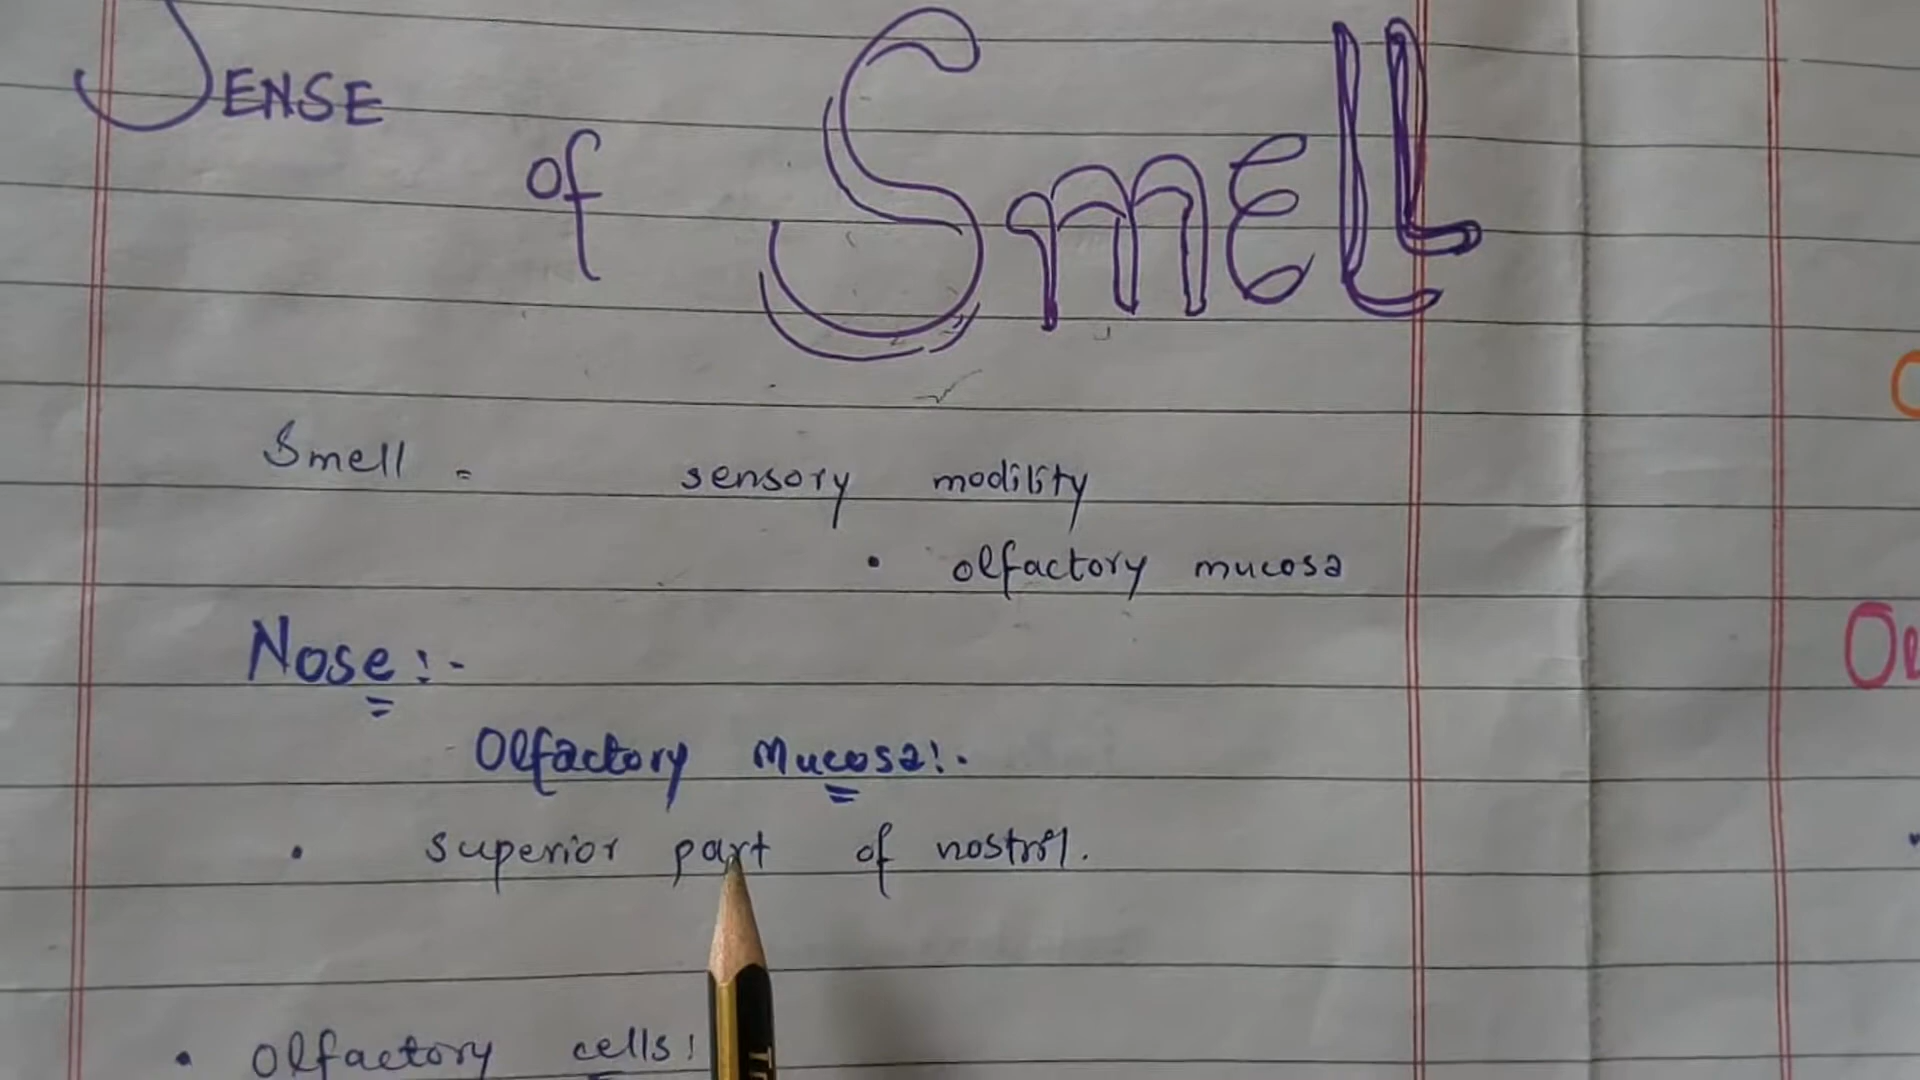 SENSE
of Smell
Smell = sensory modility
• olfactory mucosa
Nose:-
Olfactory Mucosa:-
• superior part of nostril.
• olfactory cells: